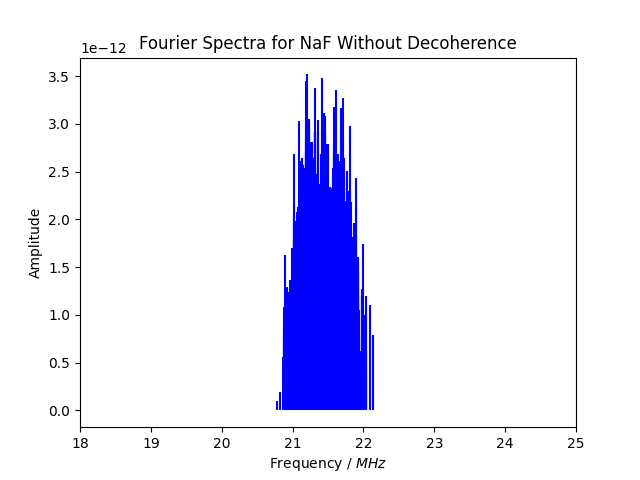 Fourier Spectra for NaF Without Decoherence
1e−12
3.5
3.0
2.5
2.0
1.5
1.0
0.5
0.0
Amplitude
18 19 20 21 22 23 24 25
Frequency / MHz